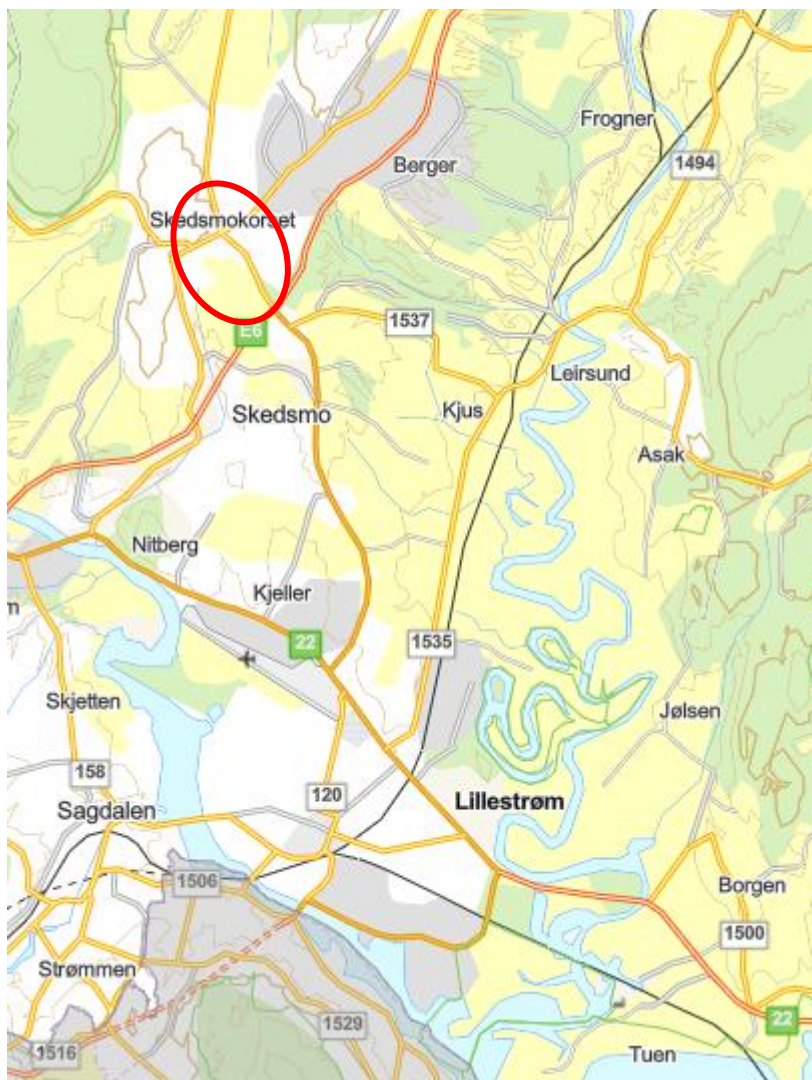 Frogner
Berger
1494
Skedsmokorset
1537
E6
Leirsund
Skedsmo
Kjus
Asak
Nitberg
Kjeller
22
1535
Skjetten
Jølsen
158
120
Lillestrøm
Sagdalen
1506
Borgen
1500
Strømmen
22
1529
1516
Tuen